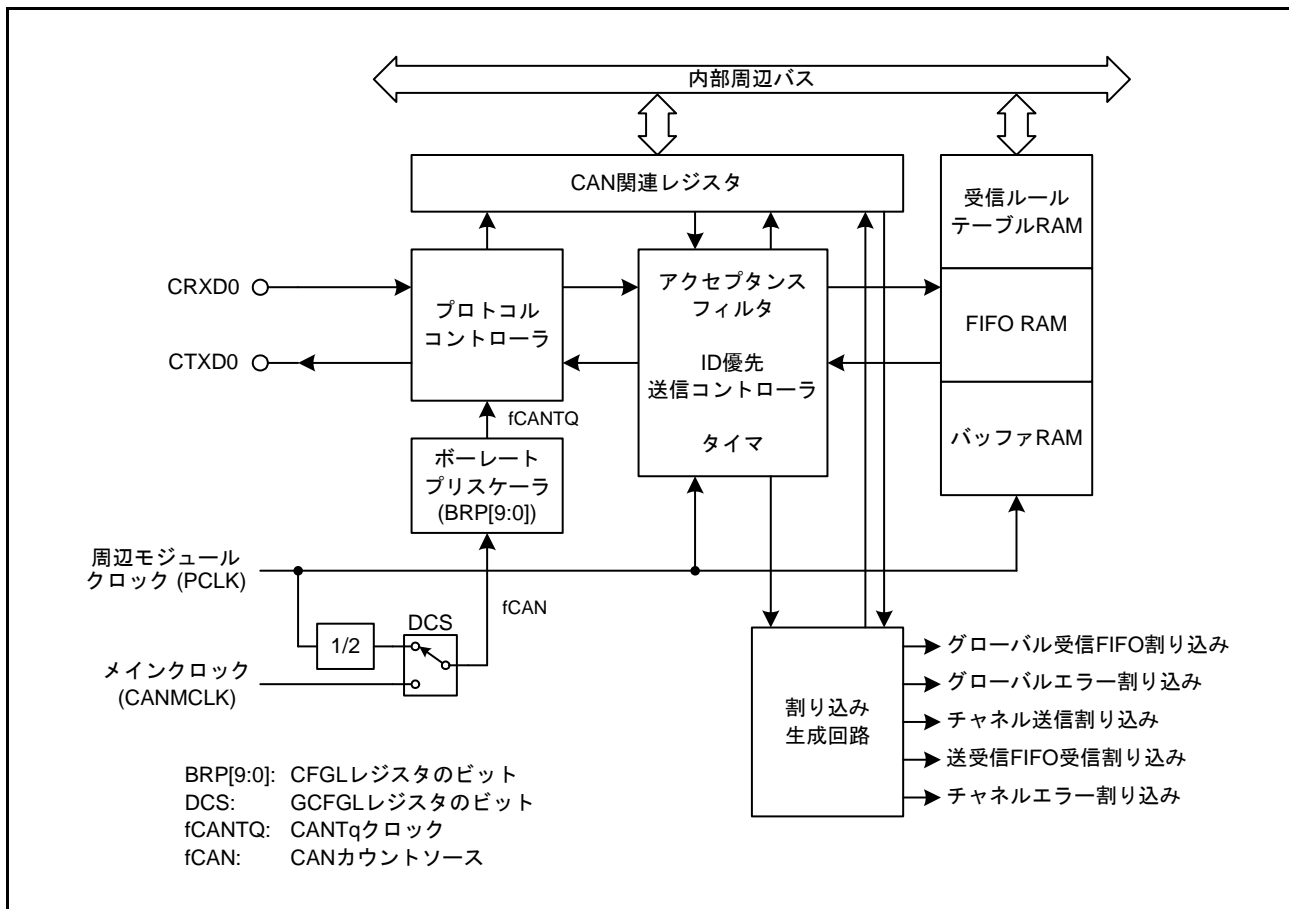 内部周辺バス
CAN関連レジスタ
受信ルール
テーブルRAM
FIFO RAM
バッファRAM
CRXD0
CTXD0
プロトコル
コントローラ
アクセプタンス
フィルタ
ID優先
送信コントローラ
タイマ
fCANTQ
ボーレート
プリスケーラ
(BRP[9:0])
周辺モジュール
クロック (PCLK)
fCAN
DCS
1/2
メインクロック
(CANMCLK)
割り込み
生成回路
グローバル受信FIFO割り込み
グローバルエラー割り込み
チャネル送信割り込み
送受信FIFO受信割り込み
チャネルエラー割り込み
BRP[9:0]: CFGLレジスタのビット
DCS: GCFGLレジスタのビット
fCANTQ: CANTqクロック
fCAN: CANカウントソース